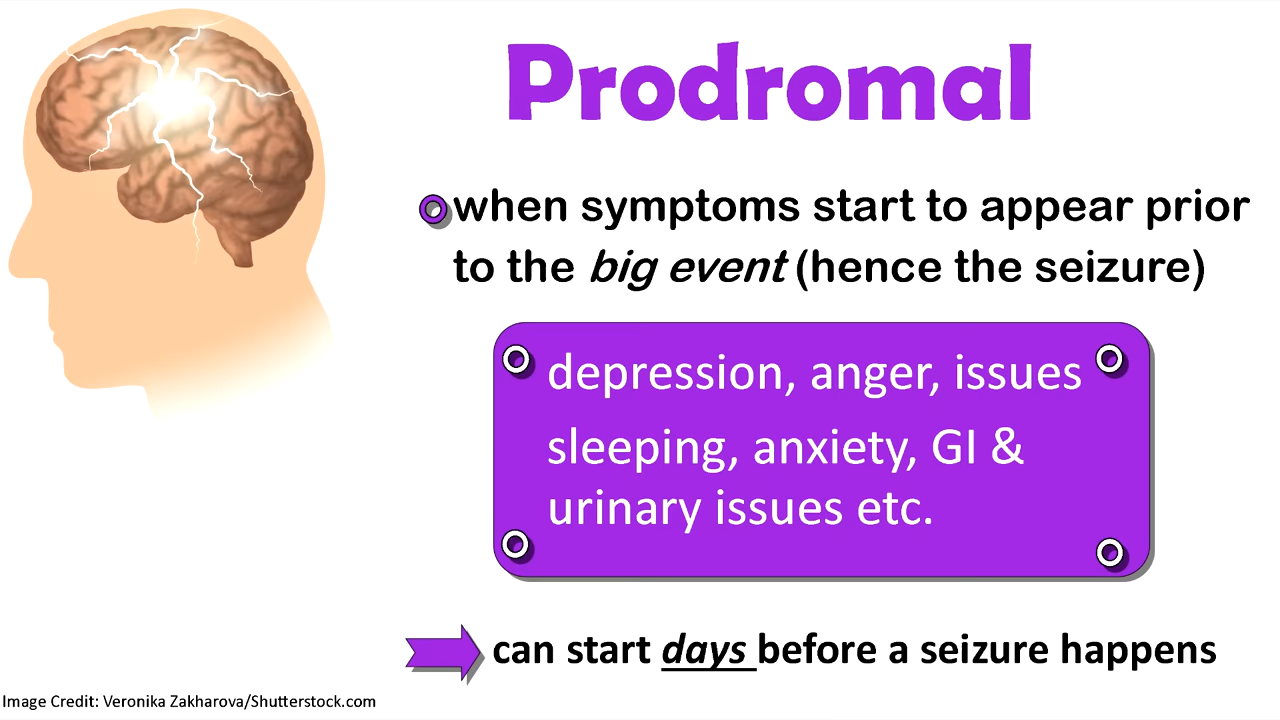 Prodromal
when symptoms start to appear prior
to the big event (hence the seizure)
depression, anger, issues
sleeping, anxiety, GI &
urinary issues etc.
can start days before a seizure happens
Image Credit: Veronika Zakharova/Shutterstock.com